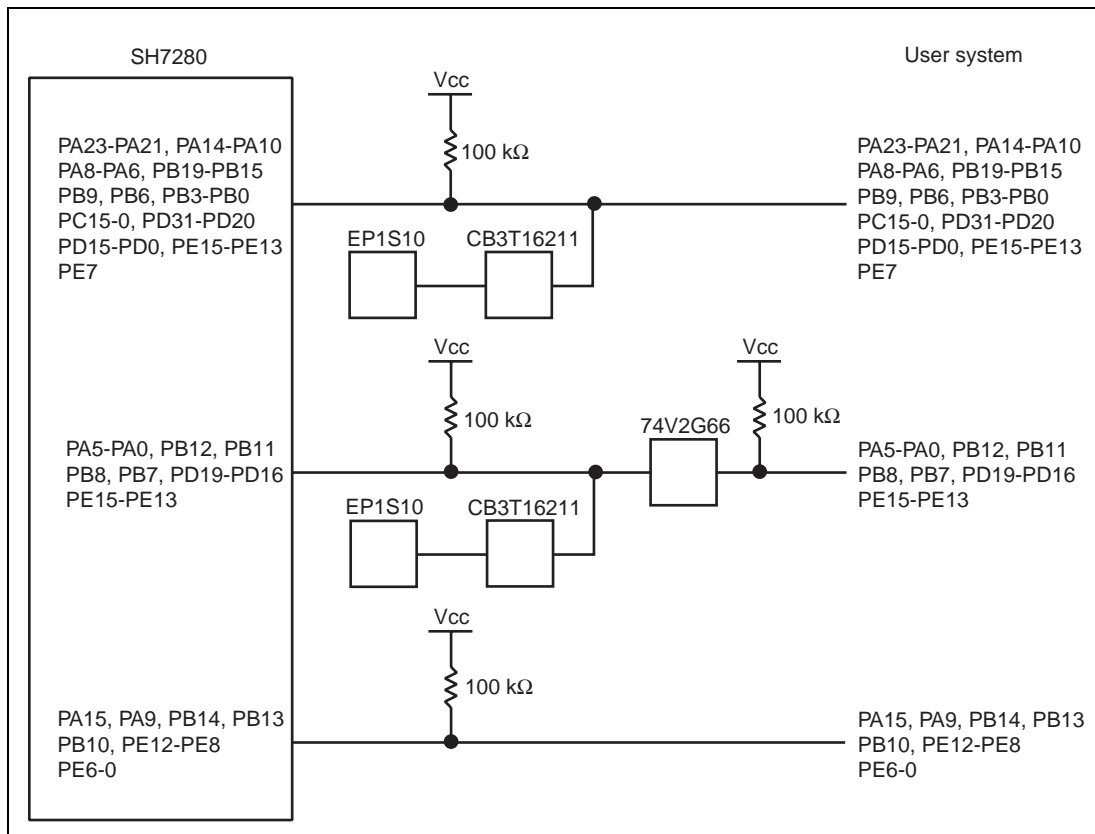 SH7280
User system
Vcc
100 kΩ
PA23-PA21, PA14-PA10
PA8-PA6, PB19-PB15
PB9, PB6, PB3-PB0
PC15-0, PD31-PD20
PD15-PD0, PE15-PE13
PE7
PA23-PA21, PA14-PA10
PA8-PA6, PB19-PB15
PB9, PB6, PB3-PB0
PC15-0, PD31-PD20
PD15-PD0, PE15-PE13
PE7
EP1S10
CB3T16211
Vcc
100 kΩ
Vcc
100 kΩ
74V2G66
PA5-PA0, PB12, PB11
PB8, PB7, PD19-PD16
PE15-PE13
PA5-PA0, PB12, PB11
PB8, PB7, PD19-PD16
PE15-PE13
EP1S10
CB3T16211
Vcc
100 kΩ
PA15, PA9, PB14, PB13
PB10, PE12-PE8
PE6-0
PA15, PA9, PB14, PB13
PB10, PE12-PE8
PE6-0